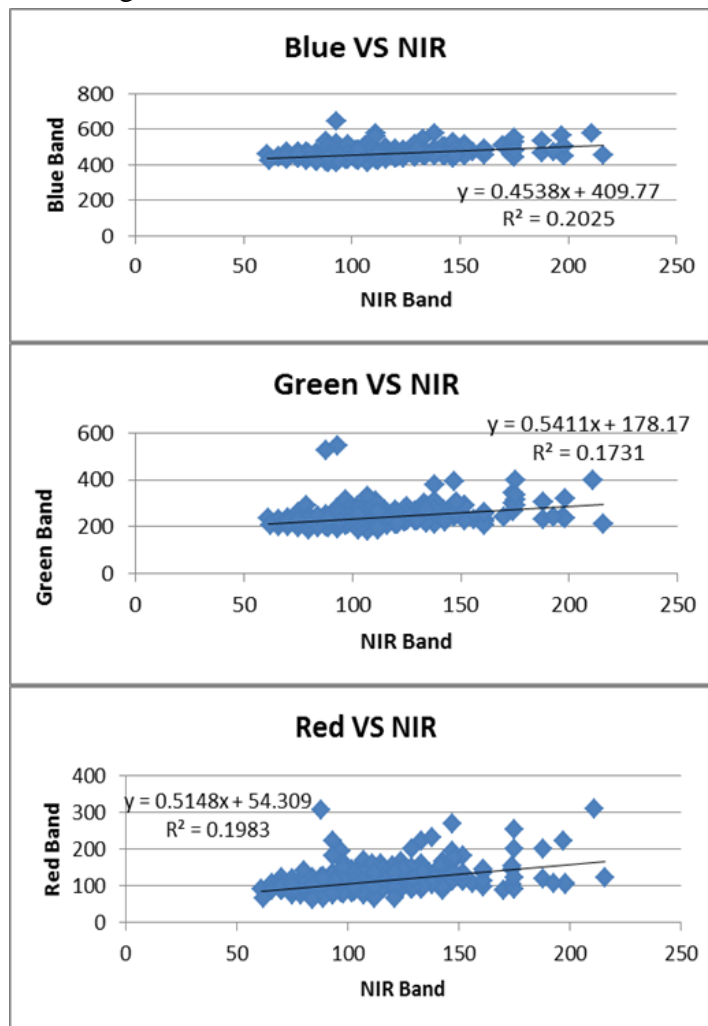 Blue VS NIR
800
600
400
200
0
0 50 100 150 200 250
Blue Band
NIR Band
y = 0.4538x + 409.77
R² = 0.2025
Green VS NIR
600
400
200
0
0 50 100 150 200 250
Green Band
NIR Band
y = 0.5411x + 178.17
R² = 0.1731
Red VS NIR
400
300
200
100
0
0 50 100 150 200 250
Red Band
NIR Band
y = 0.5148x + 54.309
R² = 0.1983